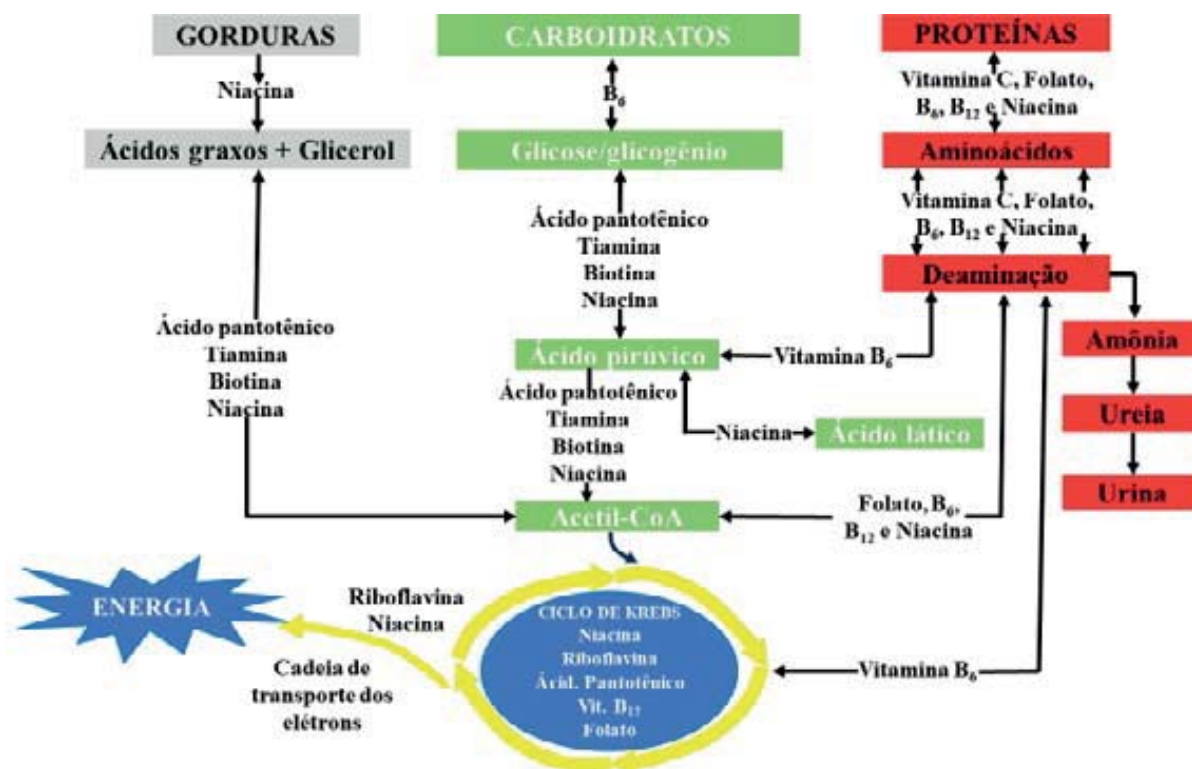 GORDURAS
Niacina
Ácidos graxos + Glicerol
Ácido pantotênico
Tiamina
Biotina
Niacina
CARBOIDRATOS
B₆
Glicose/glicogênio
Ácido pantotênico
Tiamina
Biotina
Niacina
Ácido pirúvico
Ácido pantotênico
Tiamina
Biotina
Niacina
Acetil-CoA
PROTEÍNAS
Vitamina C, Folato,
B₆, B₁₂ e Niacina
Aminoácidos
Vitamina C, Folato,
B₆, B₁₂ e Niacina
Deaminação
Amônia
Ureia
Urina
Vitamina B₆
Niacina
Ácido lático
Folato, B₆,
B₁₂ e Niacina
Vitamina B₆
CICLO DE KREBS
Niacina
Riboflavina
Ácid. Pantotênico
Vit. B₁₂
Folato
Riboflavina
Niacina
Cadeia de
transporte dos
elétrons
ENERGIA